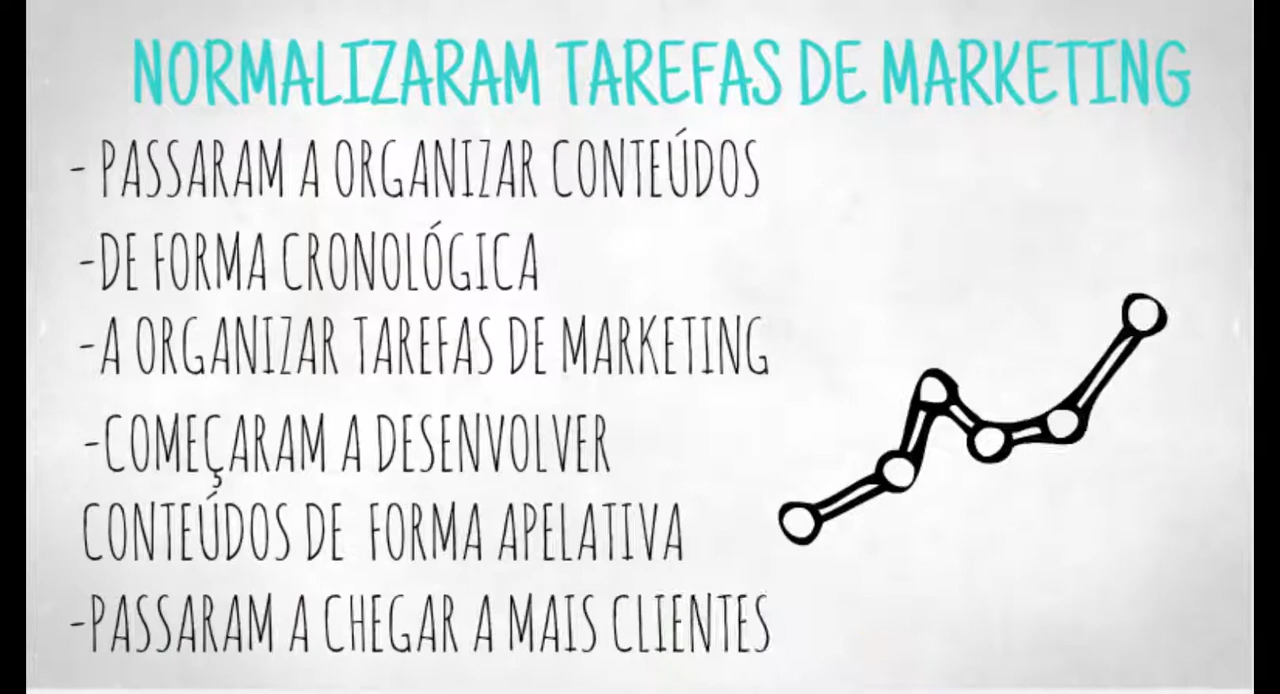 NORMALIZARAM TAREFAS DE MARKETING
- PASSARAM A ORGANIZAR CONTEÚDOS
-DE FORMA CRONOLÓGICA
-A ORGANIZAR TAREFAS DE MARKETING
-COMEÇARAM A DESENVOLVER
CONTEÚDOS DE FORMA APELATIVA
-PASSARAM A CHEGAR A MAIS CLIENTES